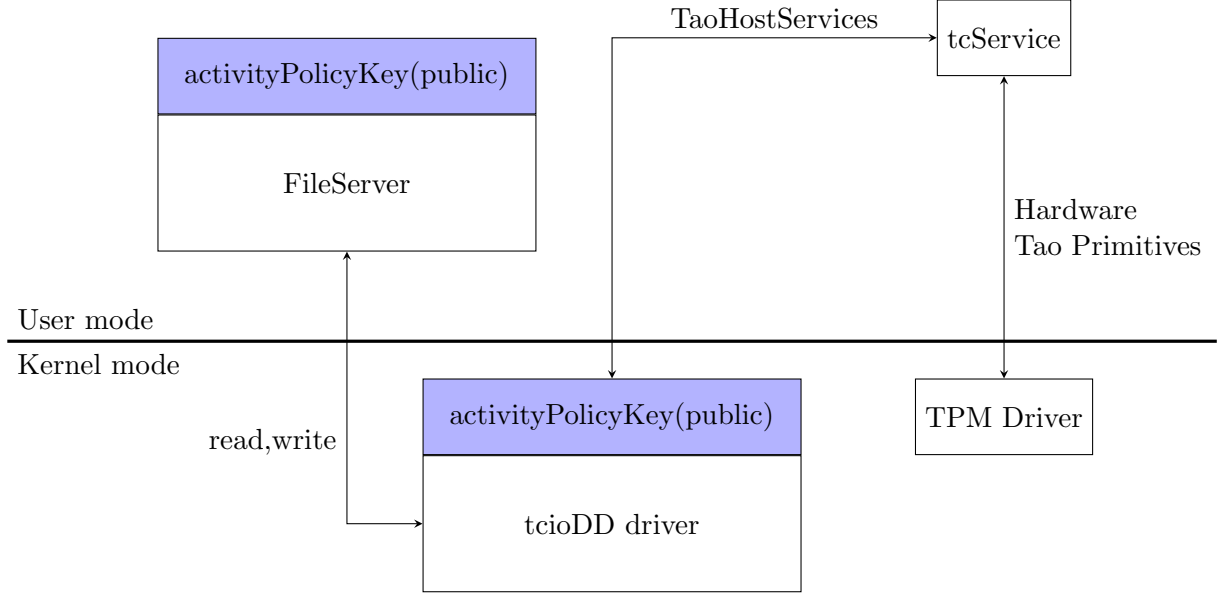 TaoHostServices
tcService
activityPolicyKey(public)
FileServer
Hardware
Tao Primitives
User mode
Kernel mode
activityPolicyKey(public)
TPM Driver
read,write
tcioDD driver